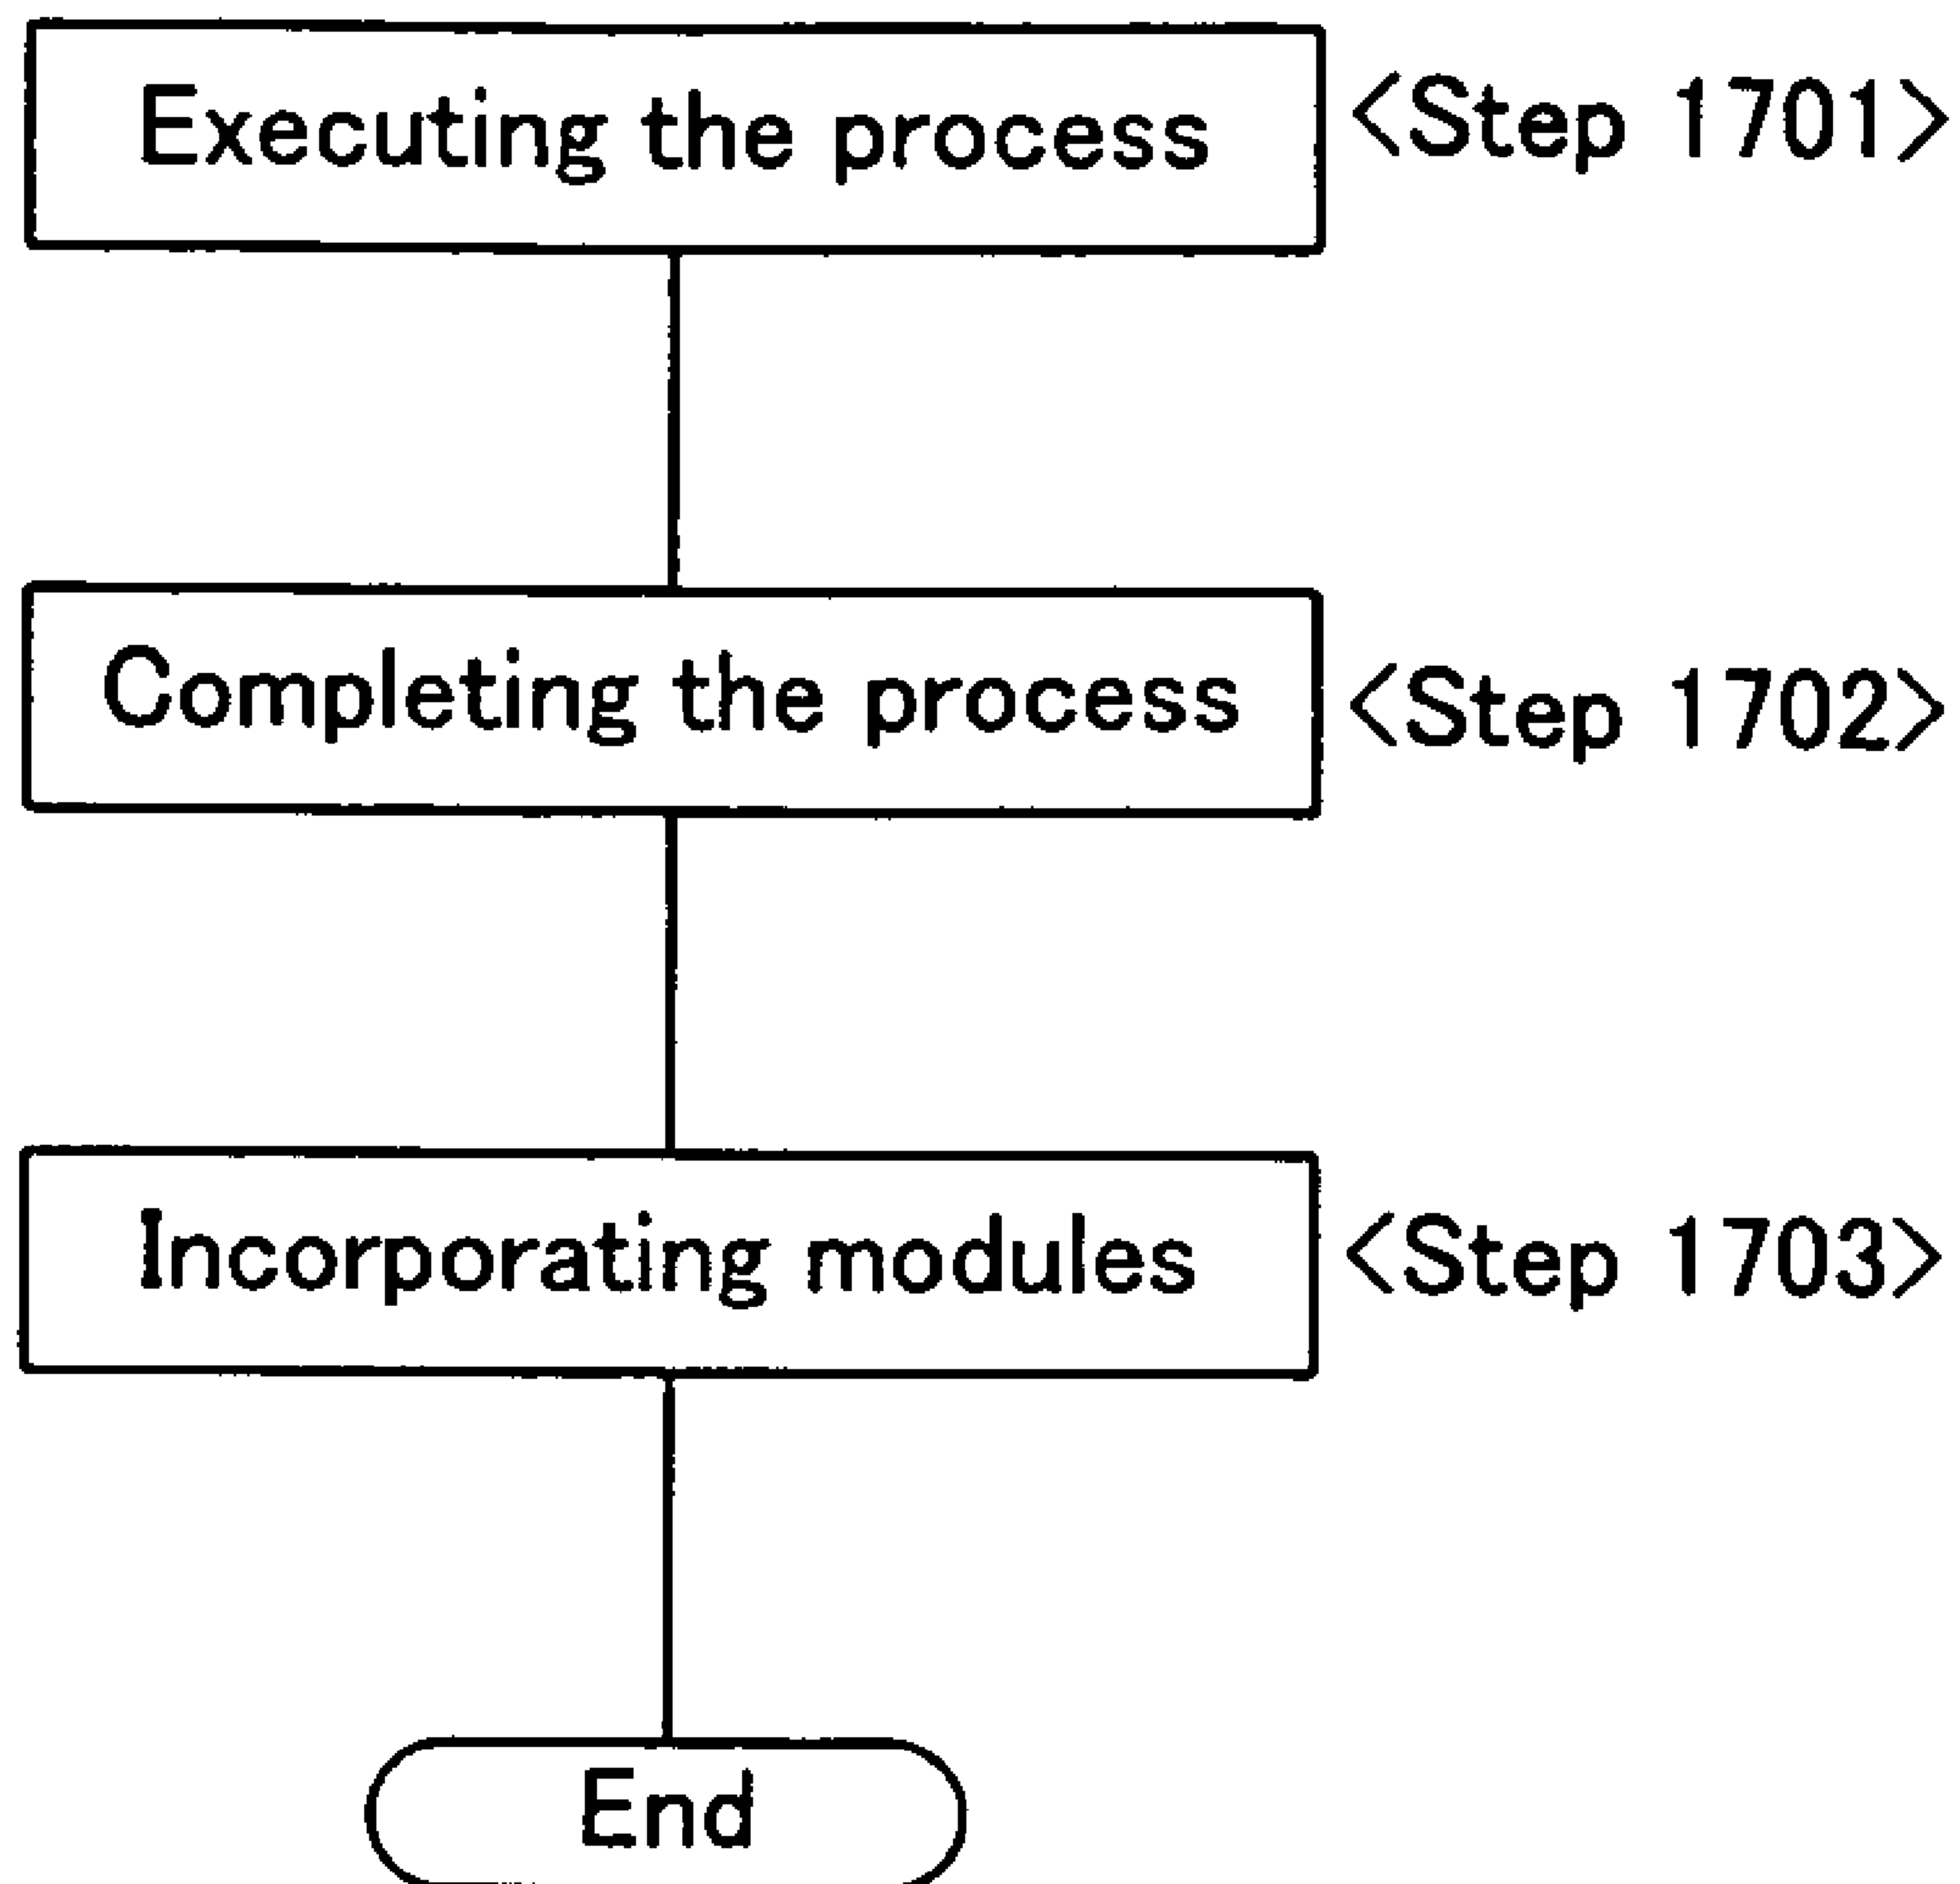 Executing the process <Step 1701>
Completing the process <Step 1702>
Incorporating modules <Step 1703>
End